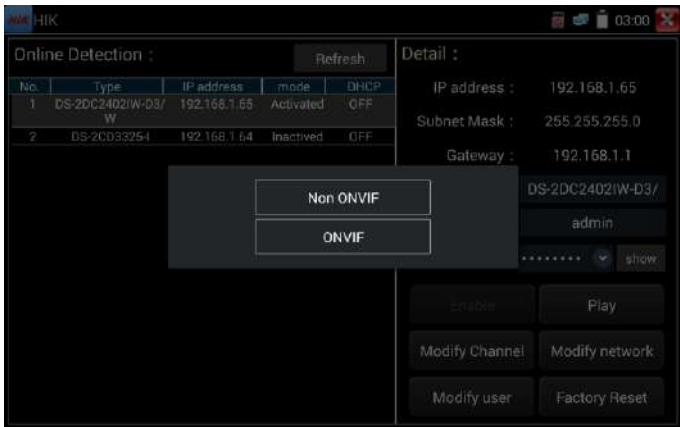 HIK HIK 03:00
Online Detection : Refresh
No. Type IP address mode DHCP
1 DS-2DC2402IW-D3/W 192.168.1.65 Activated OFF
2 DS-2CD3325-I 192.168.1.64 Inactived OFF
Non ONVIF
ONVIF
Detail :
IP address : 192.168.1.65
Subnet Mask : 255.255.255.0
Gateway : 192.168.1.1
DS-2DC2402IW-D3/
admin
•••••••• show
Enable Play
Modify Channel Modify network
Modify user Factory Reset